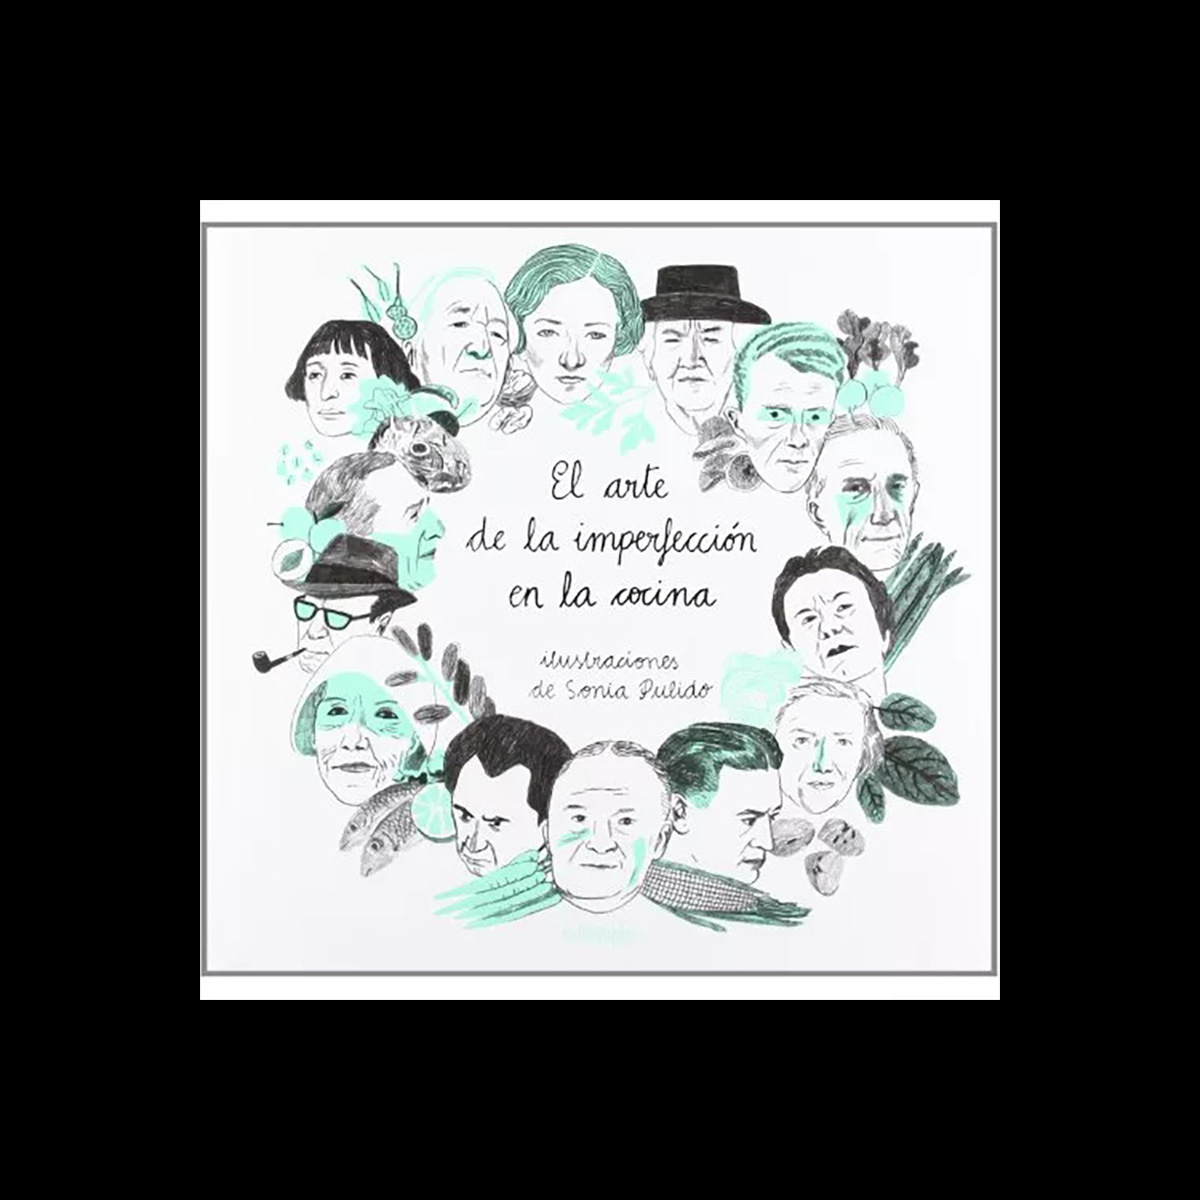 El arte
de la imperfección
en la cocina
ilustraciones
de Sonia Pulido